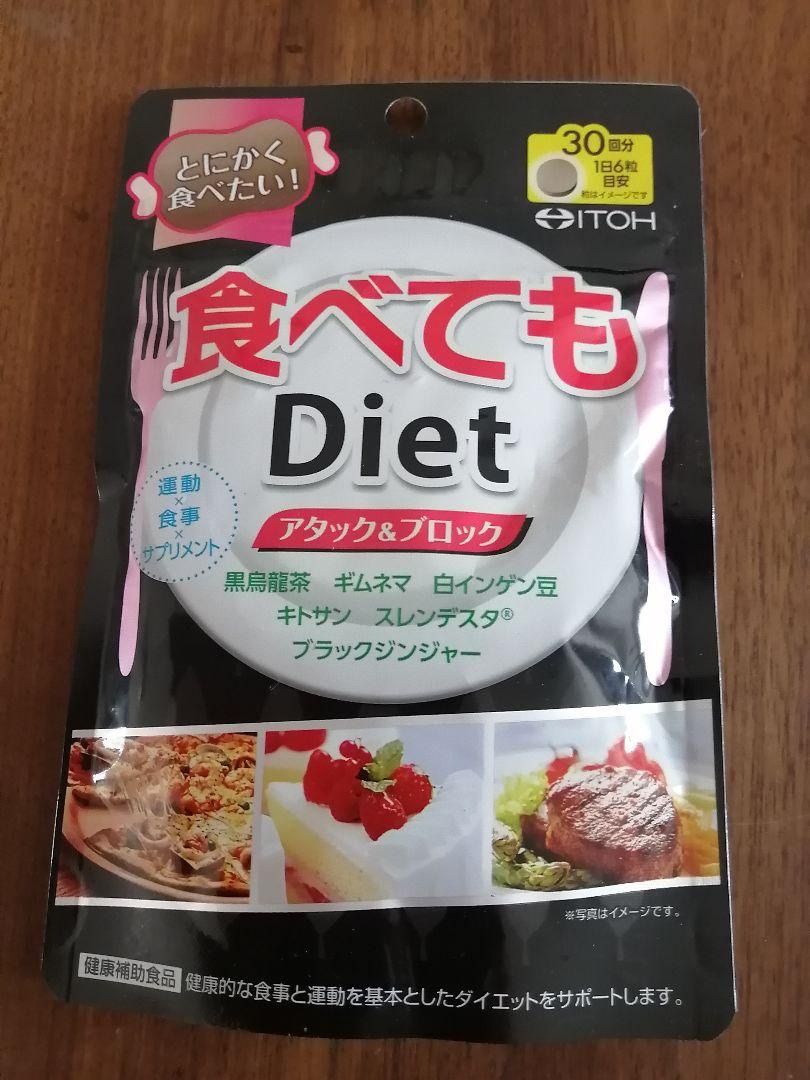 とにかく
食べたい!
30回分
1日6粒
目安
粒はイメージです
ITOH
食べても
Diet
運動
×
食事
×
サプリメント
アタック&ブロック
黒烏龍茶 ギムネマ 白インゲン豆
キトサン スレンデスタ®
ブラックジンジャー
※写真はイメージです。
健康補助食品 健康的な食事と運動を基本としたダイエットをサポートします。